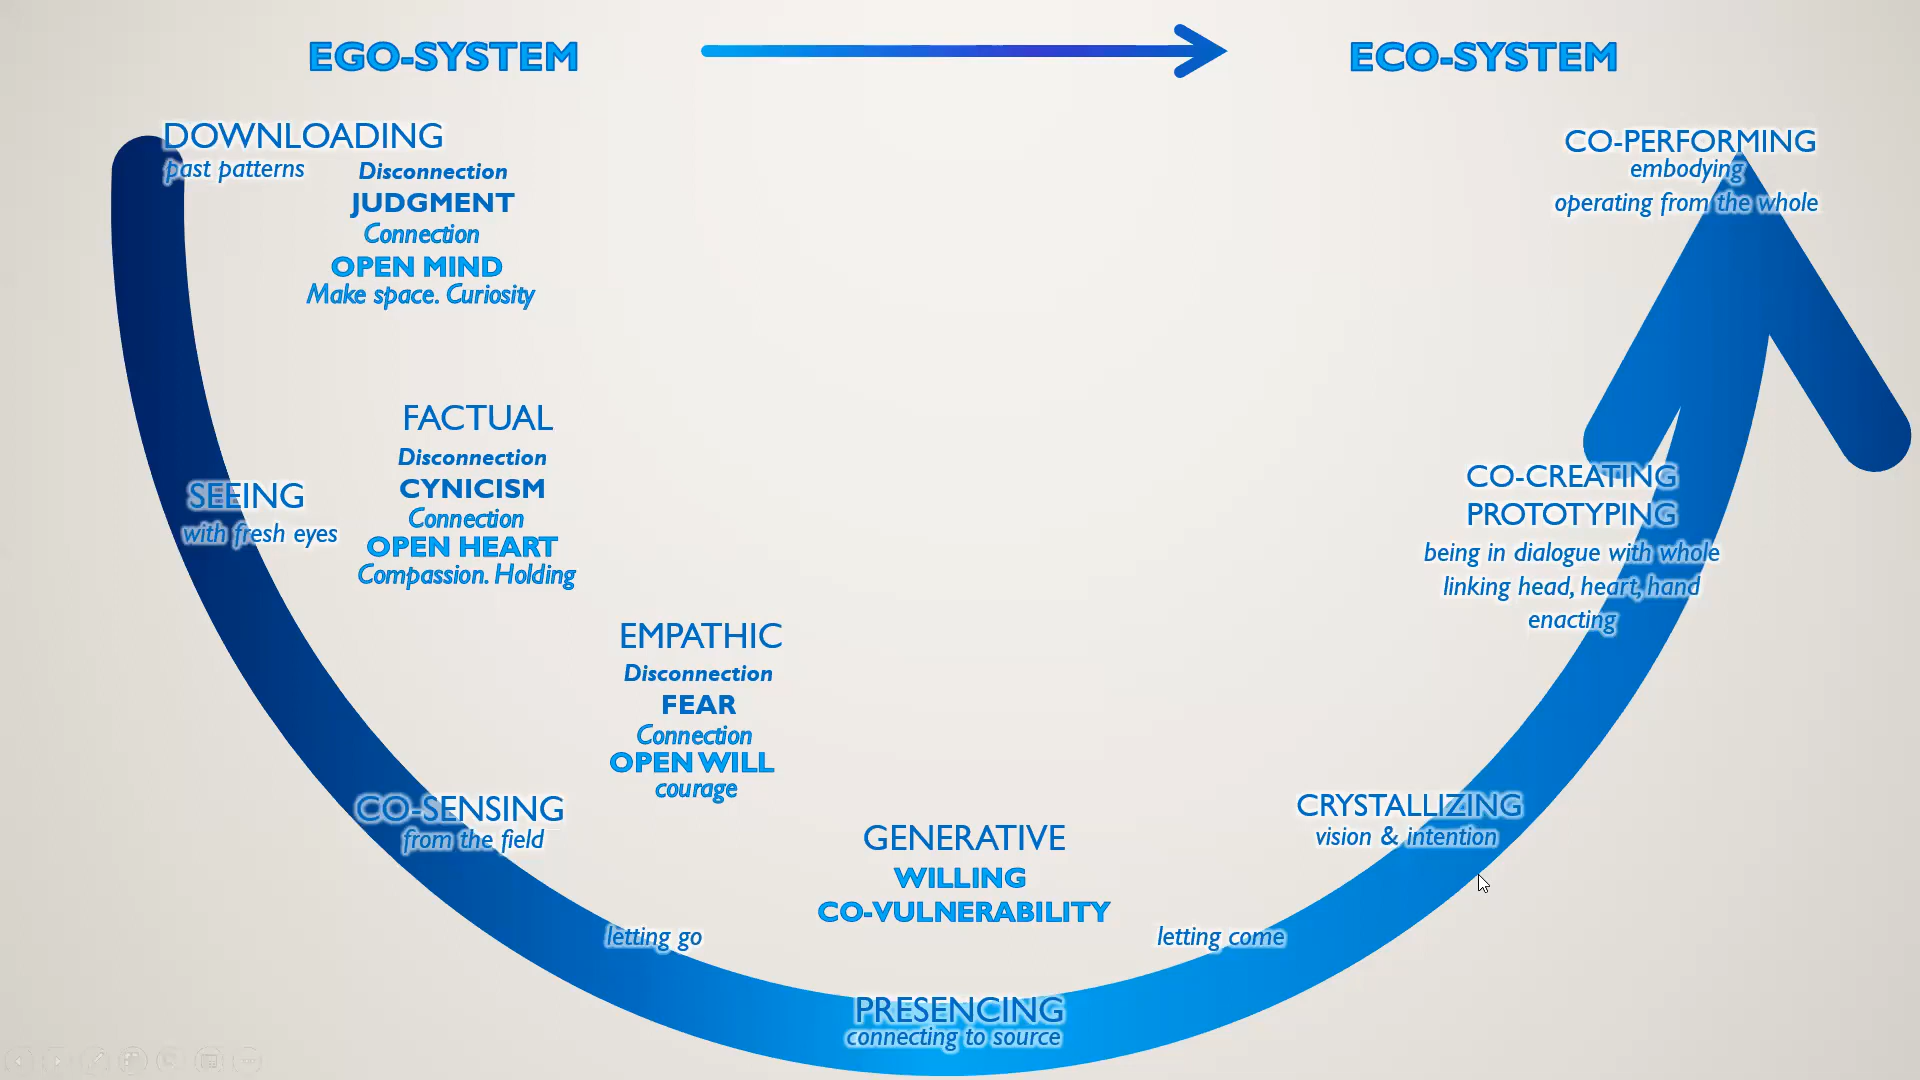 EGO-SYSTEM
ECO-SYSTEM
DOWNLOADING
past patterns
Disconnection
JUDGMENT
Connection
OPEN MIND
Make space. Curiosity
FACTUAL
Disconnection
CYNICISM
Connection
OPEN HEART
Compassion. Holding
SEEING
with fresh eyes
EMPATHIC
Disconnection
FEAR
Connection
OPEN WILL
courage
CO-SENSING
from the field
letting go
GENERATIVE
WILLING
CO-VULNERABILITY
PRESENCING
connecting to source
letting come
CRYSTALLIZING
vision & intention
CO-CREATING
PROTOTYPING
being in dialogue with whole
linking head, heart, hand
enacting
CO-PERFORMING
embodying
operating from the whole